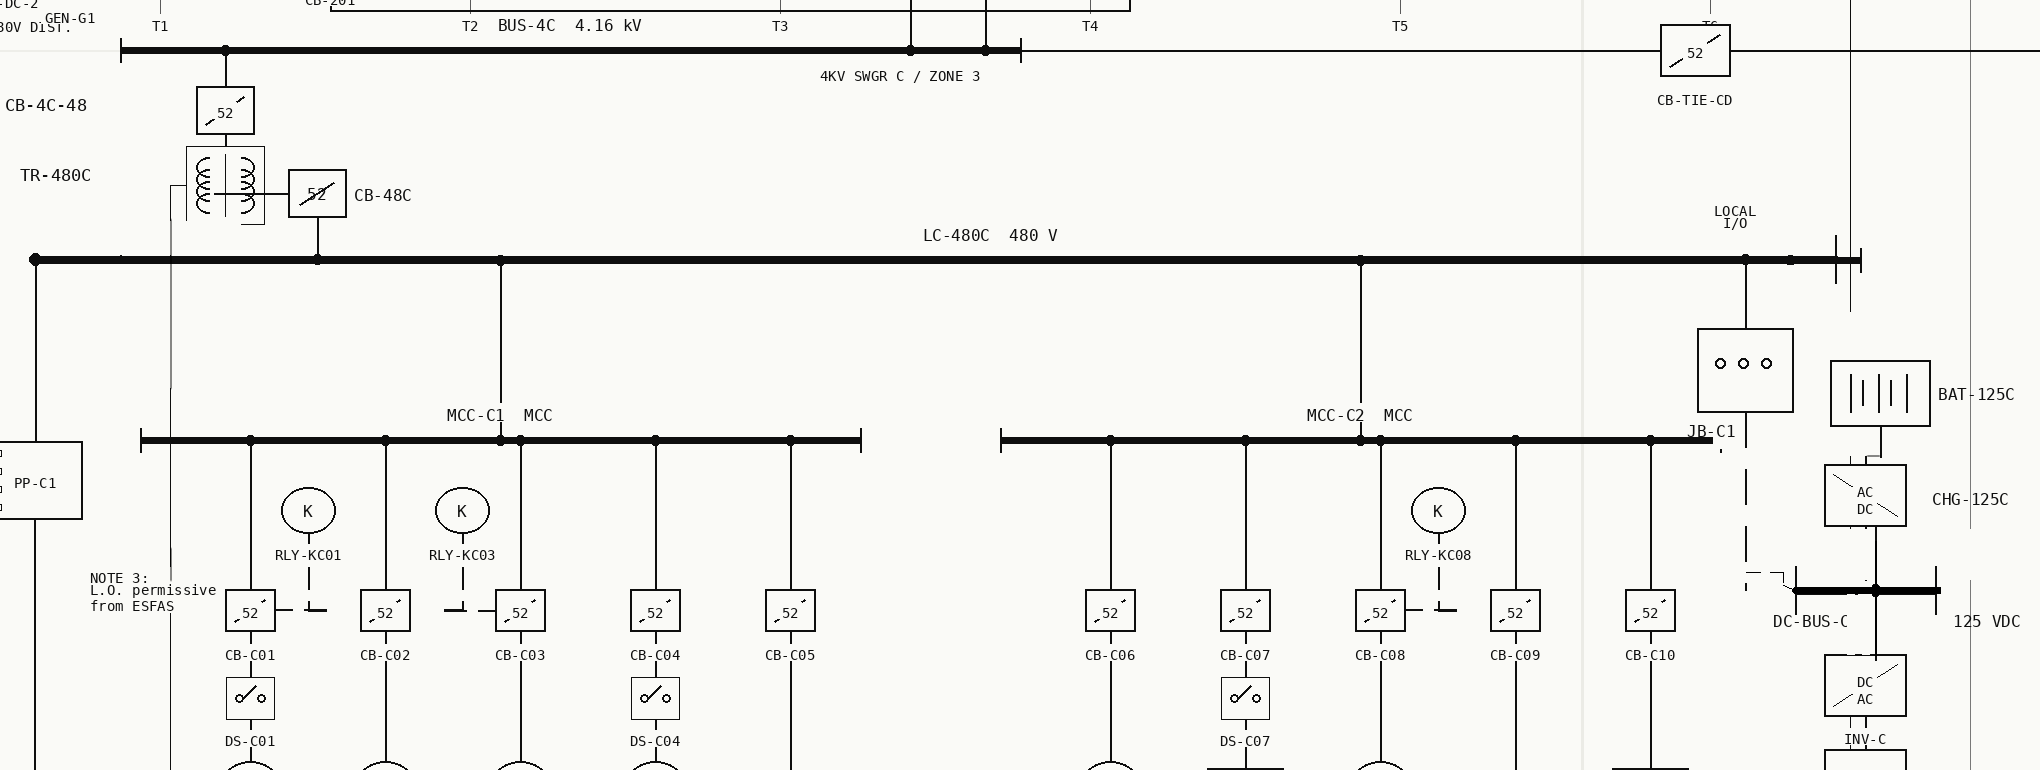 -DC-2
GEN-G1
CB-201
T1
T2
BUS-4C  4.16 kV
T3
T4
T5
4KV SWGR C / ZONE 3
52
CB-TIE-CD
CB-4C-48
52
TR-480C
52
CB-48C
LOCAL
I/O
LC-480C  480 V
BAT-125C
MCC-C1  MCC
MCC-C2  MCC
JB-C1
PP-C1
AC
DC
CHG-125C
K
K
K
RLY-KC01
RLY-KC03
RLY-KC08
NOTE 3:
L.O. permissive
from ESFAS
52
52
52
52
52
52
52
52
52
52
DC-BUS-C
125 VDC
CB-C01
CB-C02
CB-C03
CB-C04
CB-C05
CB-C06
CB-C07
CB-C08
CB-C09
CB-C10
DC
AC
DS-C01
DS-C04
DS-C07
INV-C